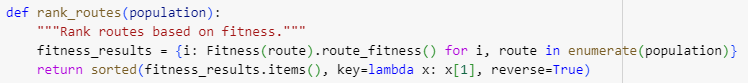 def rank_routes(population):
    """Rank routes based on fitness."""
    fitness_results = {i: Fitness(route).route_fitness() for i, route in enumerate(population)}
    return sorted(fitness_results.items(), key=lambda x: x[1], reverse=True)